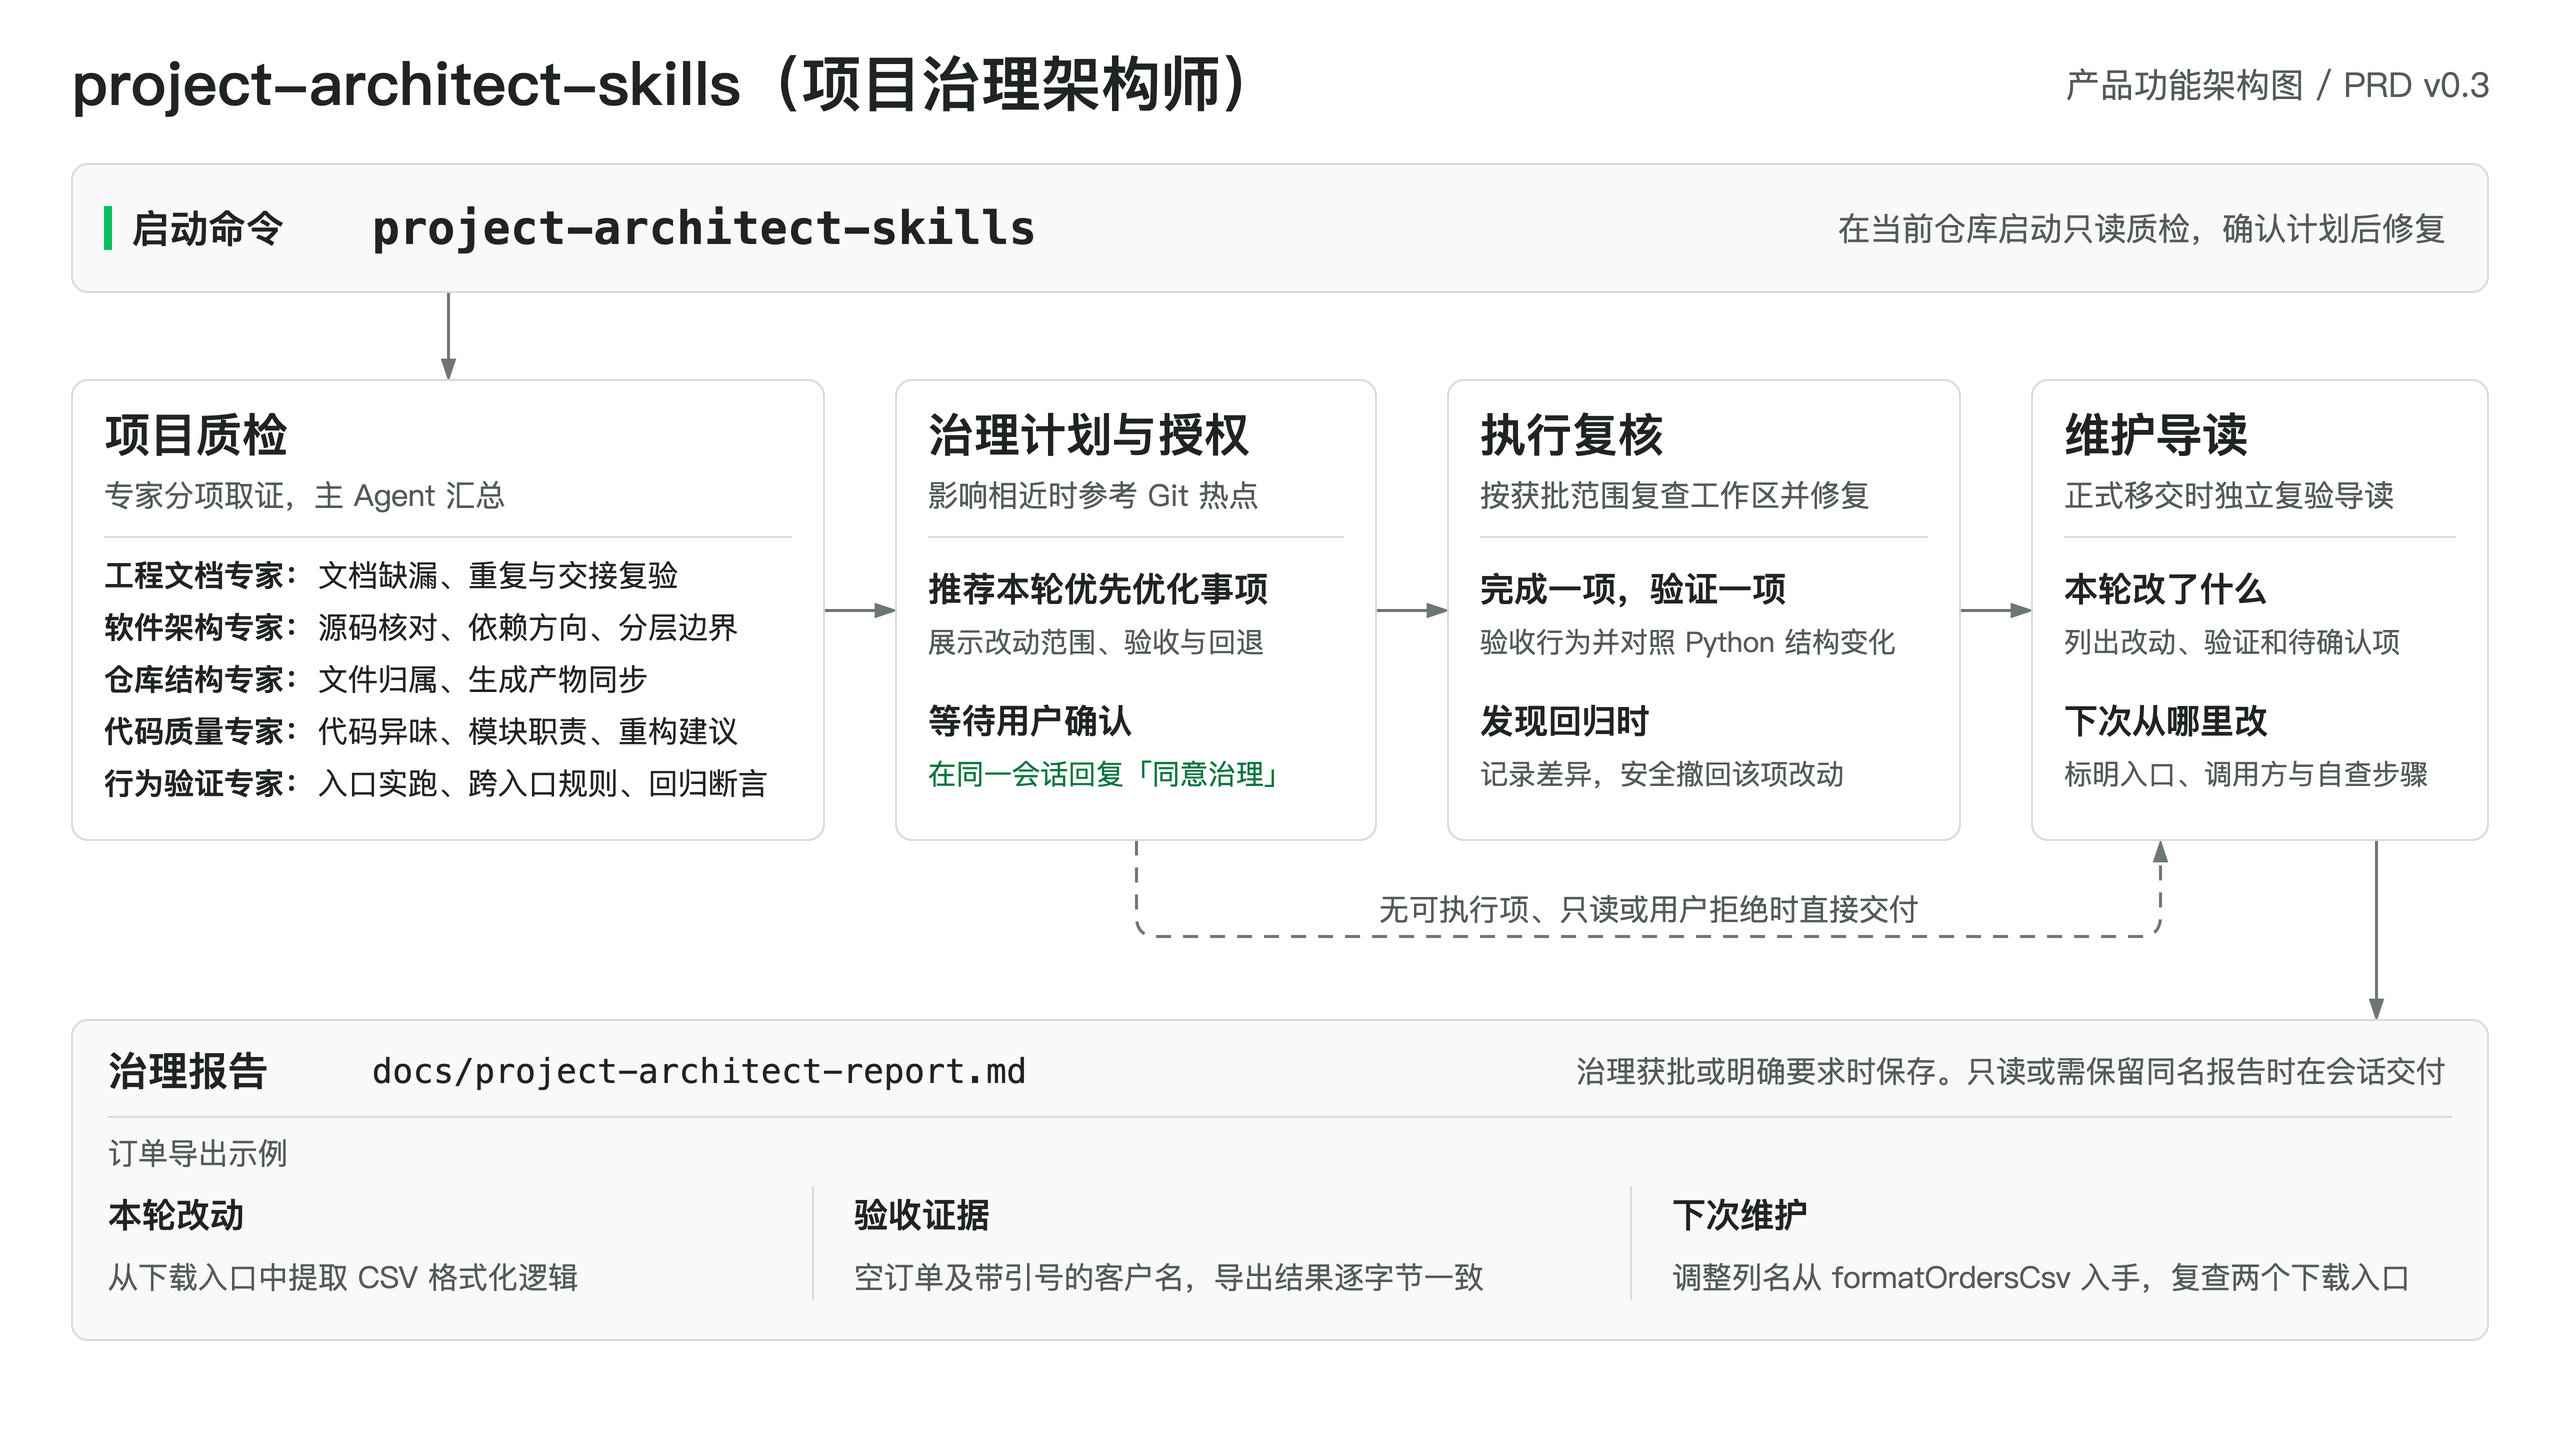 project-architect-skills（项目治理架构师）
产品功能架构图 / PRD v0.3
启动命令
project-architect-skills
在当前仓库启动只读质检，确认计划后修复
项目质检
专家分项取证，主 Agent 汇总
工程文档专家： 文档缺漏、重复与交接复验
软件架构专家： 源码核对、依赖方向、分层边界
仓库结构专家： 文件归属、生成产物同步
代码质量专家： 代码异味、模块职责、重构建议
行为验证专家： 入口实跑、跨入口规则、回归断言
治理计划与授权
影响相近时参考 Git 热点
推荐本轮优先优化事项
展示改动范围、验收与回退
等待用户确认
在同一会话回复「同意治理」
执行复核
按获批范围复查工作区并修复
完成一项，验证一项
验收行为并对照 Python 结构变化
发现回归时
记录差异，安全撤回该项改动
维护导读
正式移交时独立复验导读
本轮改了什么
列出改动、验证和待确认项
下次从哪里改
标明入口、调用方与自查步骤
无可执行项、只读或用户拒绝时直接交付
治理报告
docs/project-architect-report.md
治理获批或明确要求时保存。只读或需保留同名报告时在会话交付
订单导出示例
本轮改动
从下载入口中提取 CSV 格式化逻辑
验收证据
空订单及带引号的客户名，导出结果逐字节一致
下次维护
调整列名从 formatOrdersCsv 入手，复查两个下载入口